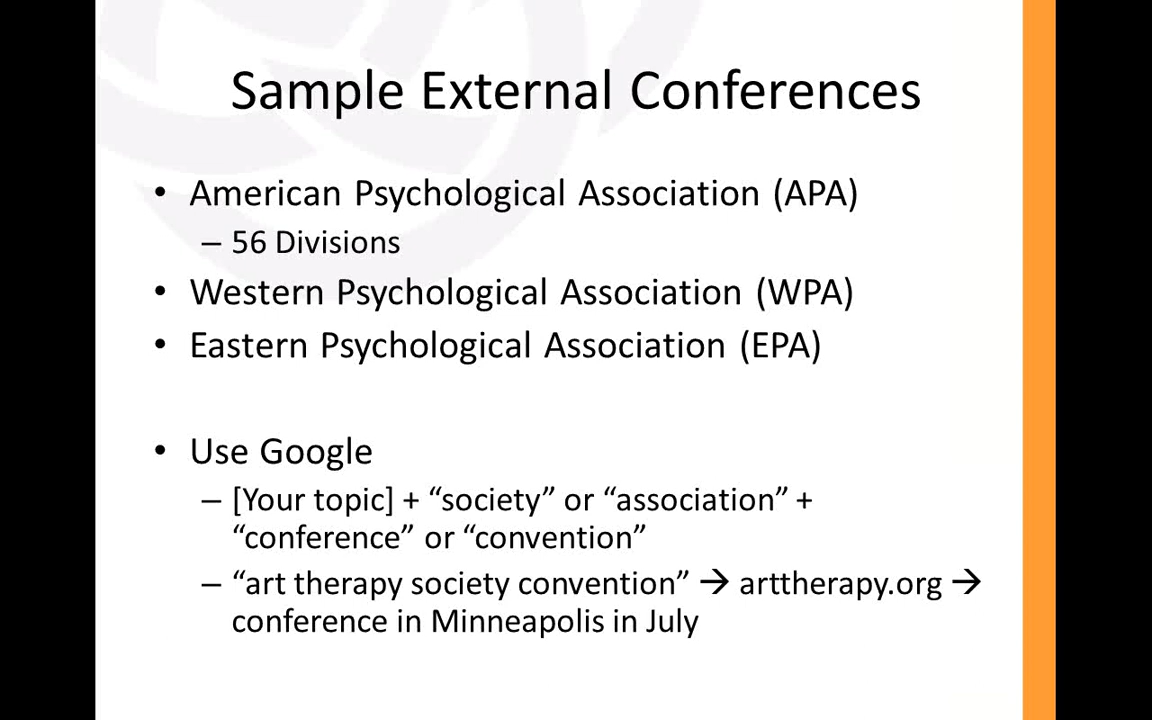 Sample External Conferences
• American Psychological Association (APA)
– 56 Divisions
• Western Psychological Association (WPA)
• Eastern Psychological Association (EPA)
• Use Google
– [Your topic] + “society” or “association” +
“conference” or “convention”
– “art therapy society convention” → arttherapy.org →
conference in Minneapolis in July